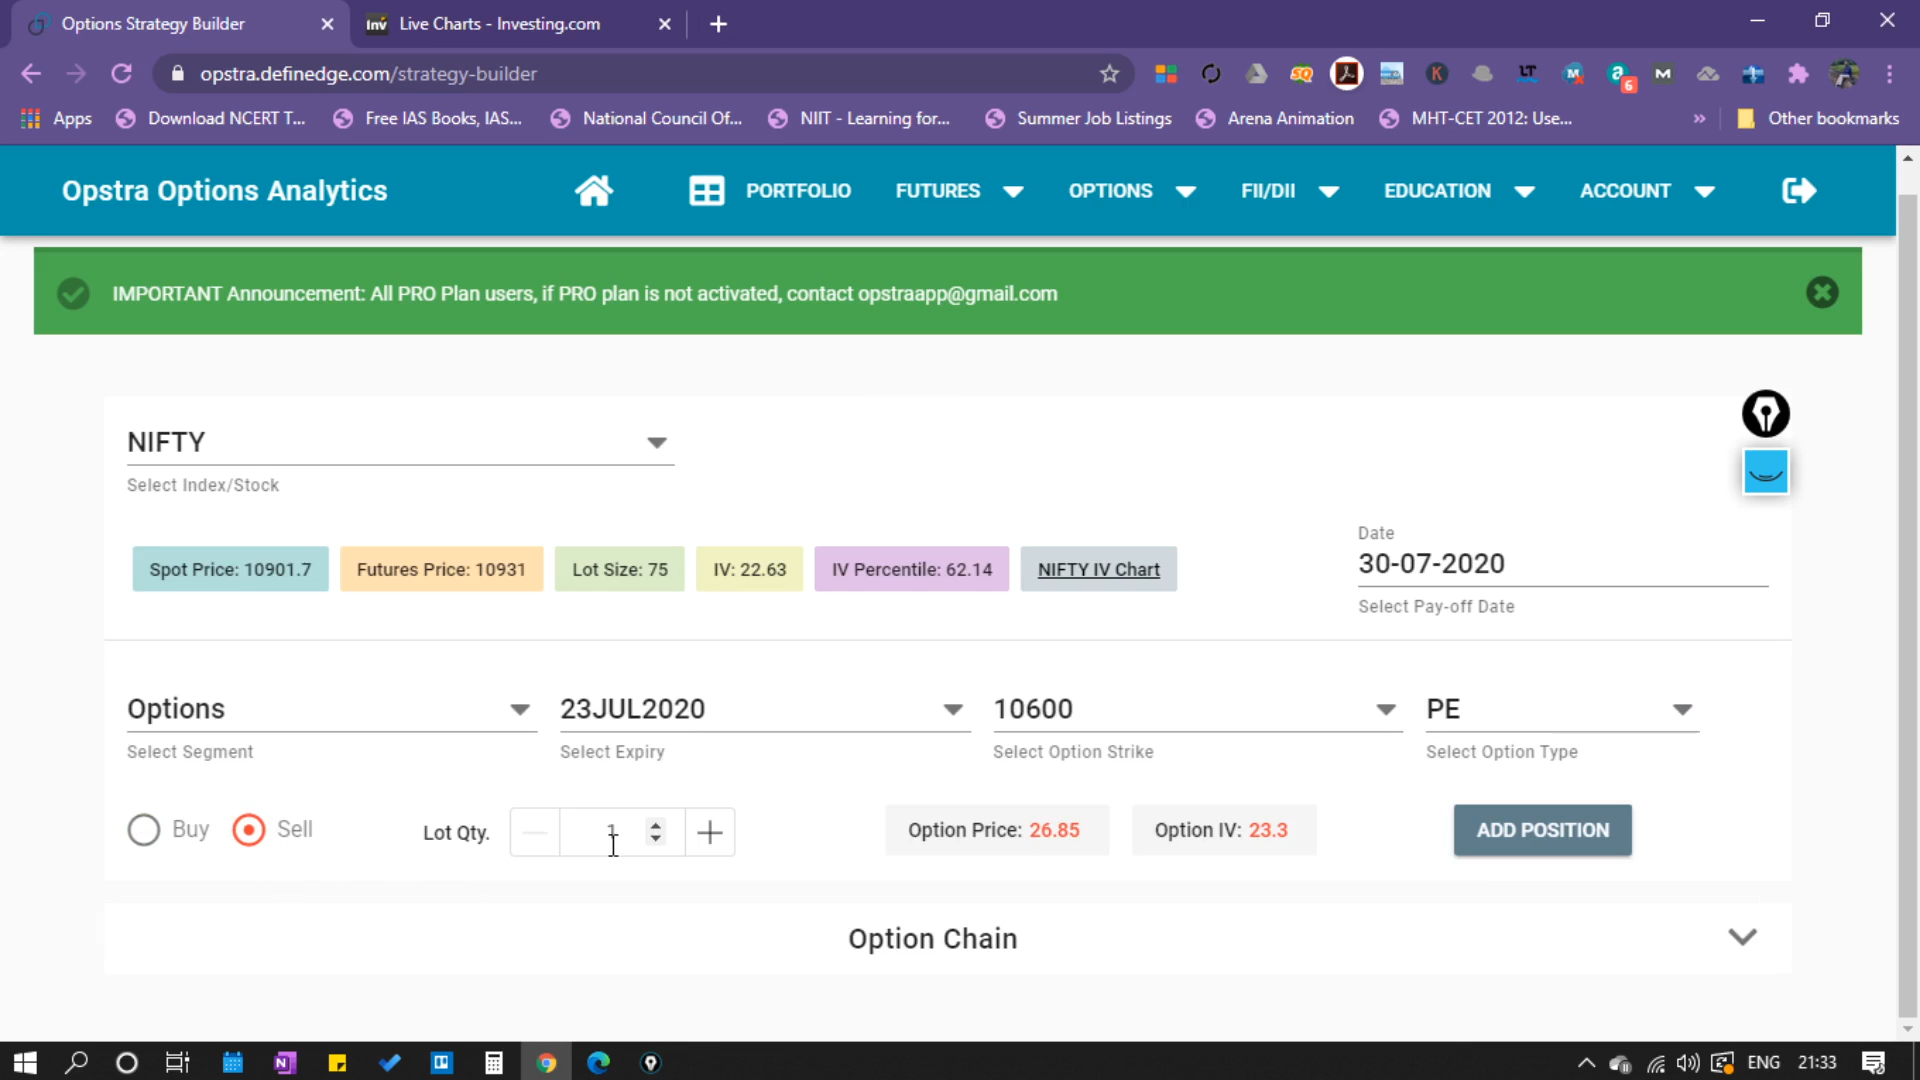 Options Strategy Builder
Inv Live Charts - Investing.com
opstra.definedge.com/strategy-builder
SQ K LT M a 6 M
Apps Download NCERT T... Free IAS Books, IAS... National Council Of... NIIT - Learning for... Summer Job Listings Arena Animation MHT-CET 2012: Use... » Other bookmarks
Opstra Options Analytics PORTFOLIO FUTURES OPTIONS FII/DII EDUCATION ACCOUNT
IMPORTANT Announcement: All PRO Plan users, if PRO plan is not activated, contact opstraapp@gmail.com
NIFTY
Select Index/Stock
Date
Spot Price: 10901.7 Futures Price: 10931 Lot Size: 75 IV: 22.63 IV Percentile: 62.14 NIFTY IV Chart 30-07-2020
Select Pay-off Date
Options 23JUL2020 10600 PE
Select Segment Select Expiry Select Option Strike Select Option Type
Buy Sell Lot Qty. 1 Option Price: 26.85 Option IV: 23.3 ADD POSITION
Option Chain
ENG 21:33